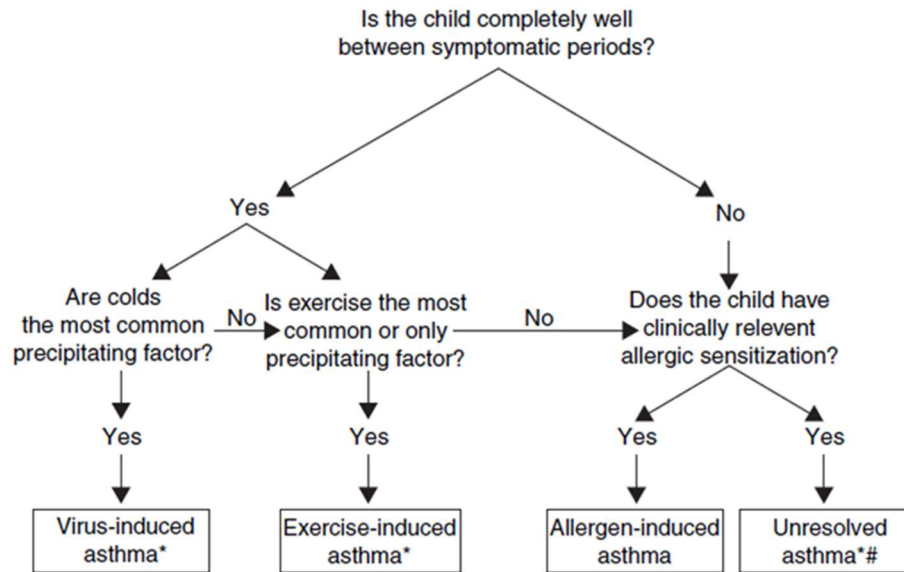 Is the child completely well
between symptomatic periods?
Yes
No
Are colds
the most common
precipitating factor?
No
Is exercise the most
common or only
precipitating factor?
No
Does the child have
clinically relevent
allergic sensitization?
Yes
Yes
Yes
Yes
Virus-induced
asthma*
Exercise-induced
asthma*
Allergen-induced
asthma
Unresolved
asthma*#